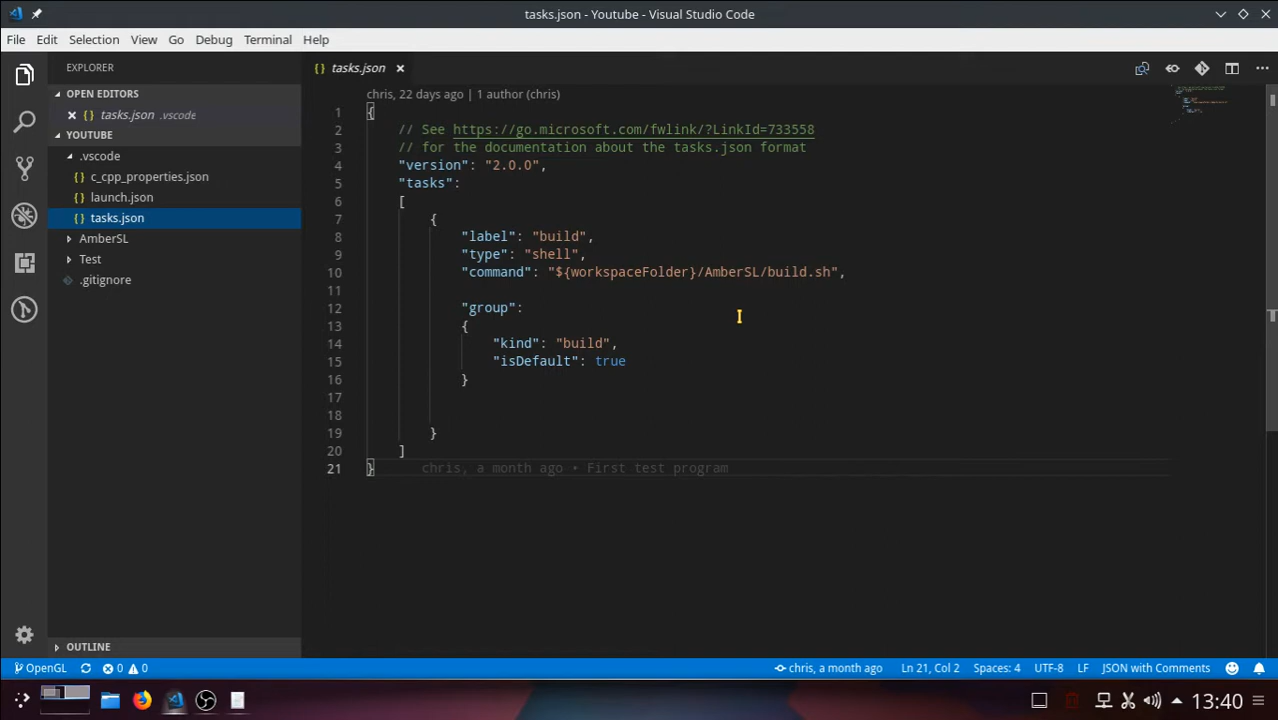 tasks.json - Youtube - Visual Studio Code
File Edit Selection View Go Debug Terminal Help
EXPLORER
OPEN EDITORS
tasks.json .vscode
YOUTUBE
.vscode
c_cpp_properties.json
launch.json
tasks.json
AmberSL
Test
.gitignore
OUTLINE
tasks.json
chris, 22 days ago | 1 author (chris)
1 {
2 // See https://go.microsoft.com/fwlink/?LinkId=733558
3 // for the documentation about the tasks.json format
4 "version": "2.0.0",
5 "tasks":
6 [
7 {
8 "label": "build",
9 "type": "shell",
10 "command": "${workspaceFolder}/AmberSL/build.sh",
11
12 "group":
13 {
14 "kind": "build",
15 "isDefault": true
16 }
17
18
19 }
20 ]
21 } chris, a month ago • First test program
OpenGL 0 0 chris, a month ago Ln 21, Col 2 Spaces: 4 UTF-8 LF JSON with Comments
13:40